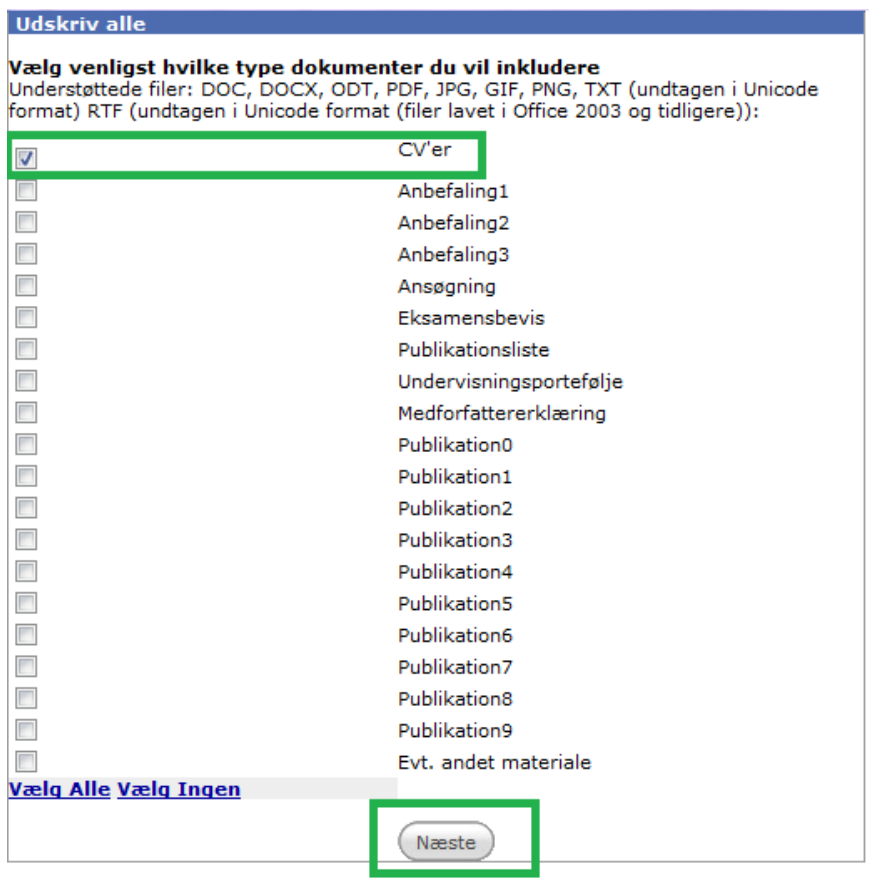 Udskriv alle
Vælg venligst hvilke type dokumenter du vil inkludere
Understøttede filer: DOC, DOCX, ODT, PDF, JPG, GIF, PNG, TXT (undtagen i Unicode
format) RTF (undtagen i Unicode format (filer lavet i Office 2003 og tidligere)):
CV'er
Anbefaling1
Anbefaling2
Anbefaling3
Ansøgning
Eksamensbevis
Publikationsliste
Undervisningsportefølje
Medforfattererklæring
Publikation0
Publikation1
Publikation2
Publikation3
Publikation4
Publikation5
Publikation6
Publikation7
Publikation8
Publikation9
Evt. andet materiale
Vælg Alle Vælg Ingen
Næste